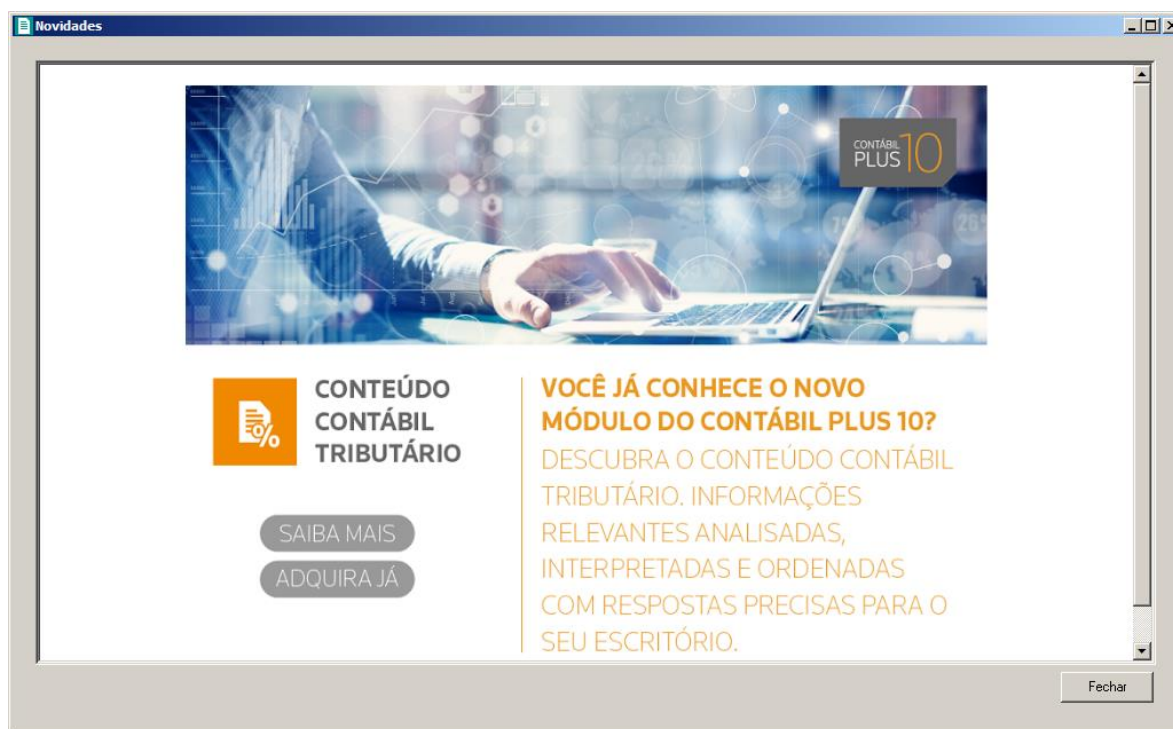 Novidades
CONTÁBIL
PLUS 10
CONTEÚDO
CONTÁBIL
TRIBUTÁRIO
SAIBA MAIS
ADQUIRA JÁ
VOCÊ JÁ CONHECE O NOVO
MÓDULO DO CONTÁBIL PLUS 10?
DESCUBRA O CONTEÚDO CONTÁBIL
TRIBUTÁRIO. INFORMAÇÕES
RELEVANTES ANALISADAS,
INTERPRETADAS E ORDENADAS
COM RESPOSTAS PRECISAS PARA O
SEU ESCRITÓRIO.
Fechar